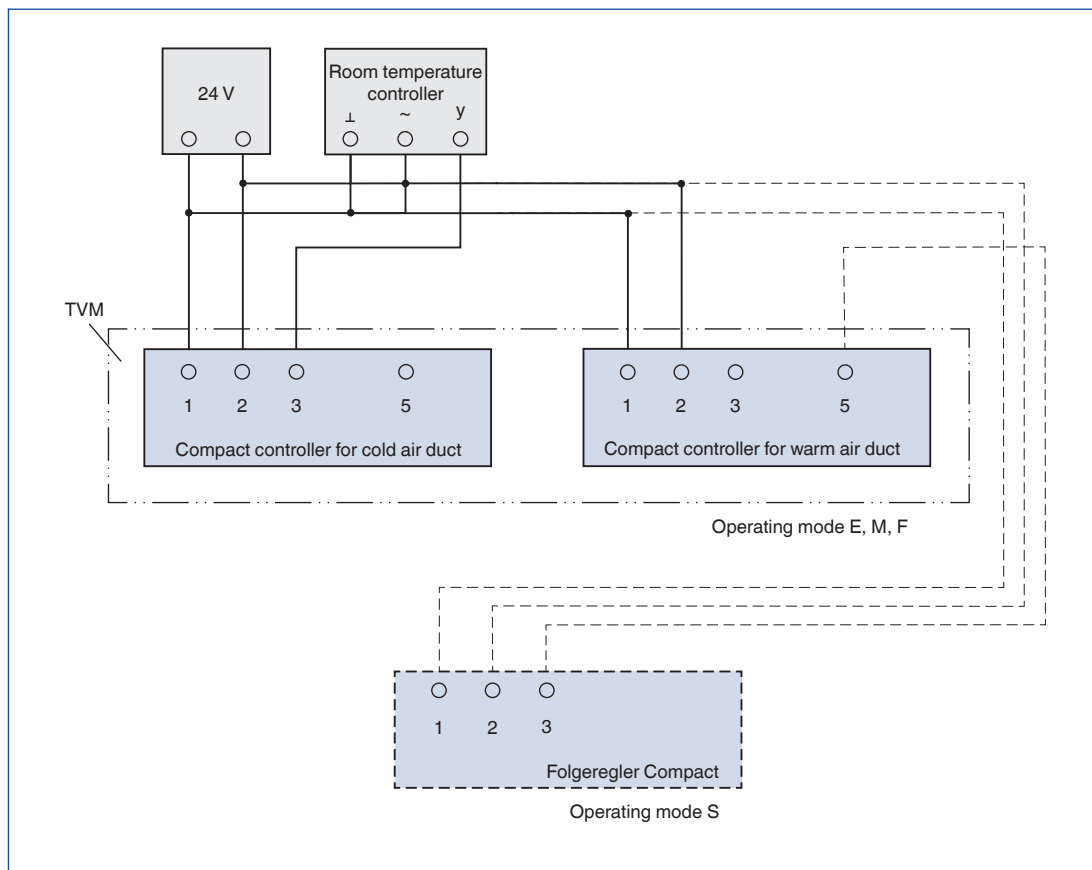 24 V
Room temperature
controller
⊥ ~ y
TVM
1 2 3 5
Compact controller for cold air duct
1 2 3 5
Compact controller for warm air duct
Operating mode E, M, F
1 2 3
Folgeregler Compact
Operating mode S